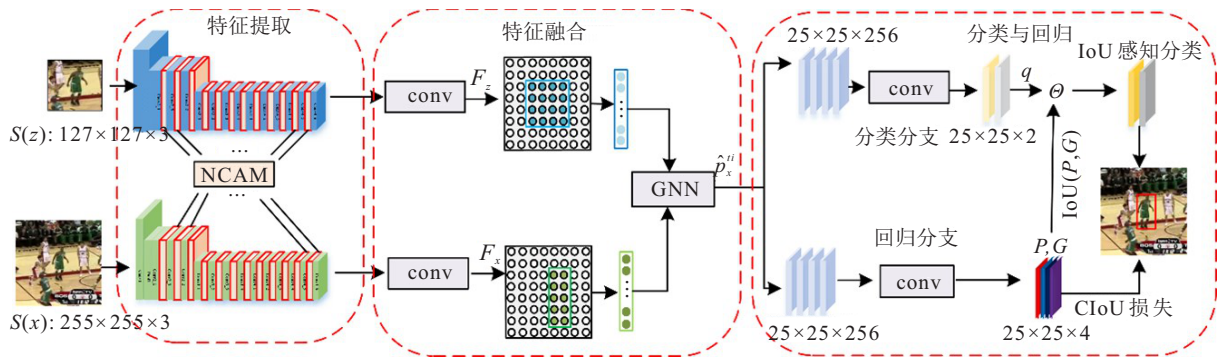 特征提取
S(z): 127×127×3
...
NCAM
...
S(x): 255×255×3
特征融合
conv
F_z
conv
F_x
GNN
p̂_x^{ti}
25×25×256
conv
分类分支
分类与回归
25×25×2
q
Θ
IoU 感知分类
IoU(P,G)
25×25×256
回归分支
conv
P,G
25×25×4
CIoU 损失